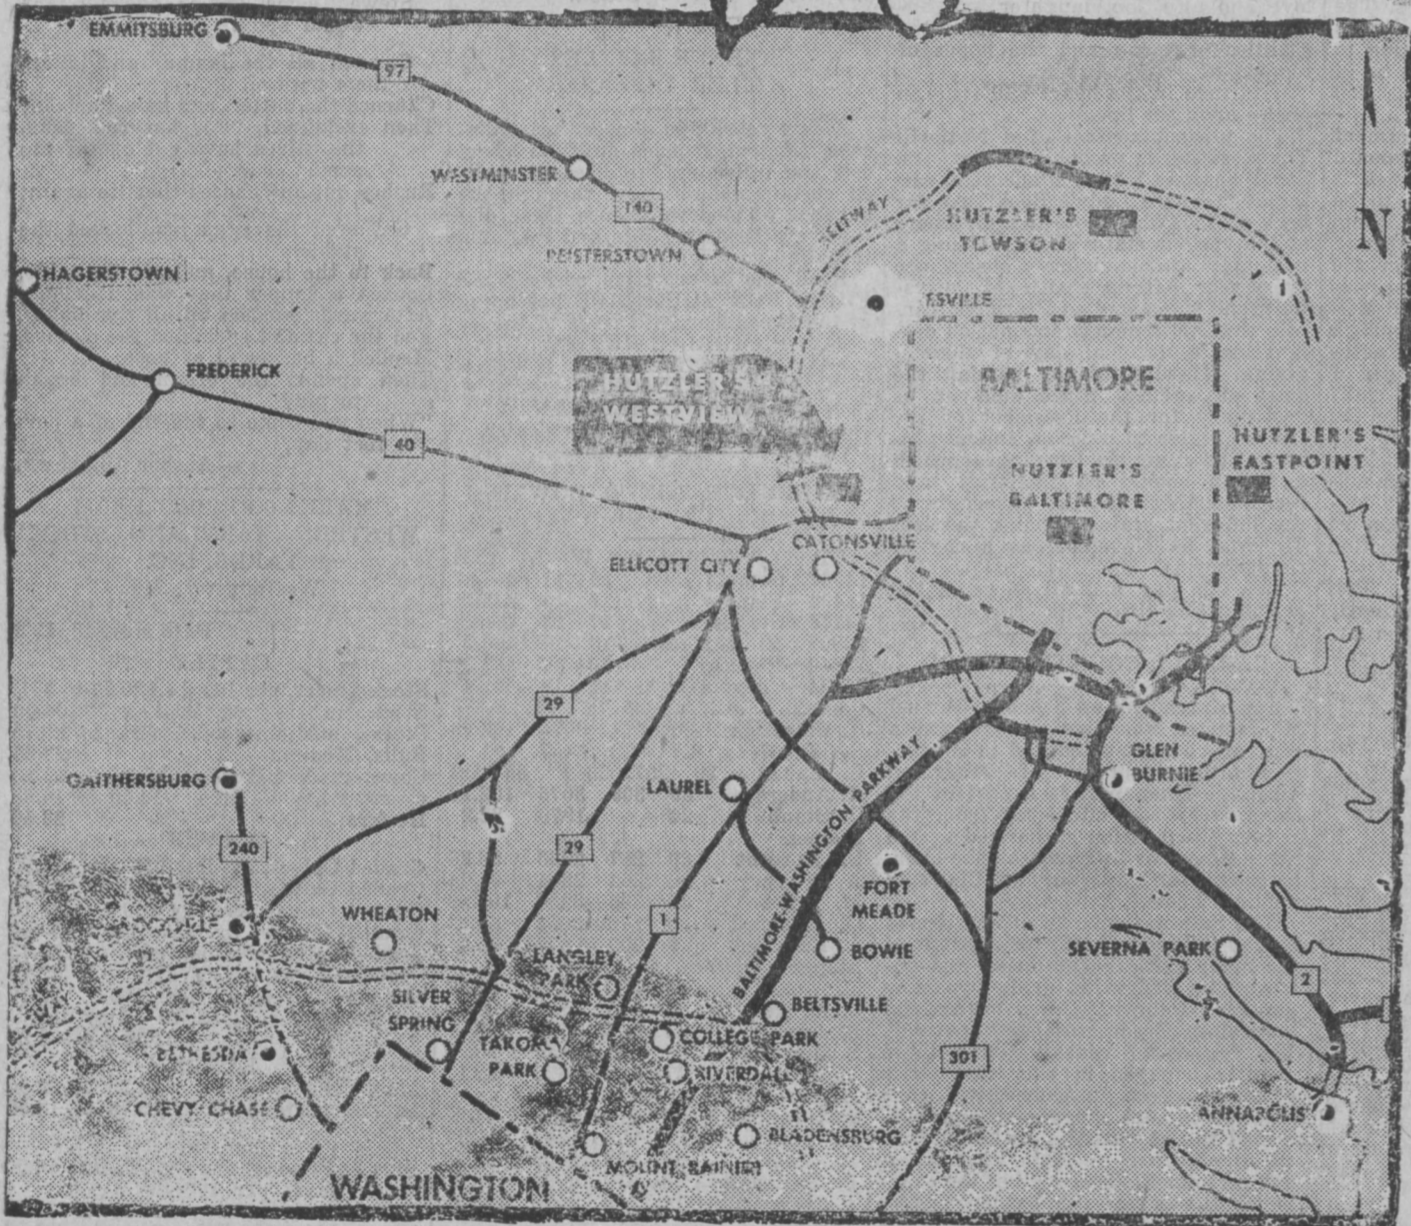 EMMITSBURG
97
WESTMINSTER
140
REISTERSTOWN
BELTWAY
HUTZLER'S
TOWSON
N
HAGERSTOWN
ESVILLE
FREDERICK
HUTZLER'S
WESTVIEW
BALTIMORE
40
HUTZLER'S
EASTPOINT
HUTZLER'S
BALTIMORE
CATONSVILLE
ELLICOTT CITY
29
GLEN
BURNIE
GAITHERSBURG
LAUREL
BALTIMORE-WASHINGTON PARKWAY
240
29
FORT
MEADE
WHEATON
1
BOWIE
SEVERNA PARK
LANGLEY
PARK
2
SILVER
SPRING
BELTSVILLE
TAKOMA
PARK
COLLEGE PARK
RIVERDALE
301
BETHESDA
CHEVY CHASE
ANNAPOLIS
BLADENSBURG
MOUNT RAINIER
WASHINGTON